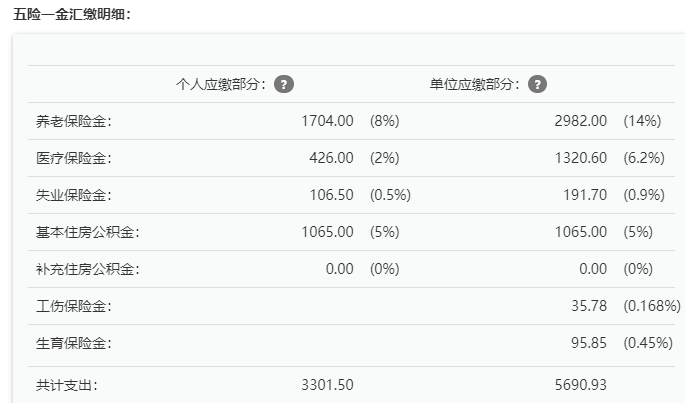 五险一金汇缴明细：
个人应缴部分： ? 单位应缴部分： ?
养老保险金： 1704.00 (8%) 2982.00 (14%)
医疗保险金： 426.00 (2%) 1320.60 (6.2%)
失业保险金： 106.50 (0.5%) 191.70 (0.9%)
基本住房公积金： 1065.00 (5%) 1065.00 (5%)
补充住房公积金： 0.00 (0%) 0.00 (0%)
工伤保险金： 35.78 (0.168%)
生育保险金： 95.85 (0.45%)
共计支出： 3301.50 5690.93